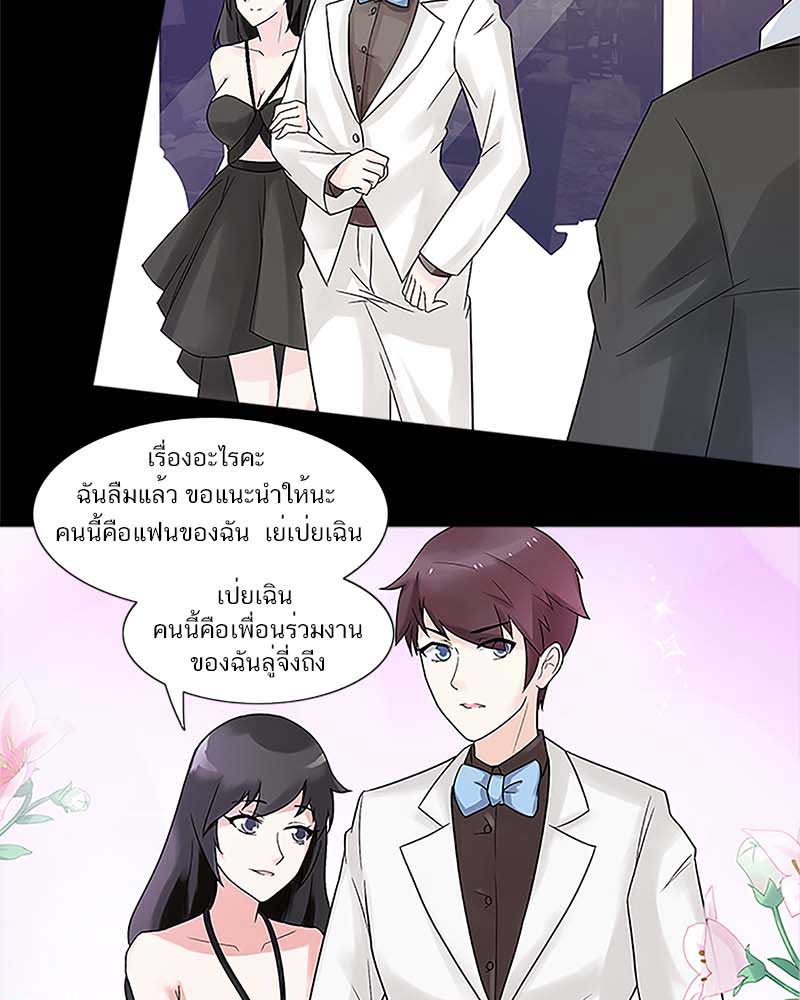 เรื่องอะไรคะ
ฉันลืมแล้ว ขอแนะนำให้นะ
คนนี้คือแฟนของฉัน เย่เป่ยเฉิน
เป่ยเฉิน
คนนี้คือเพื่อนร่วมงาน
ของฉันลู่จี่งถึง